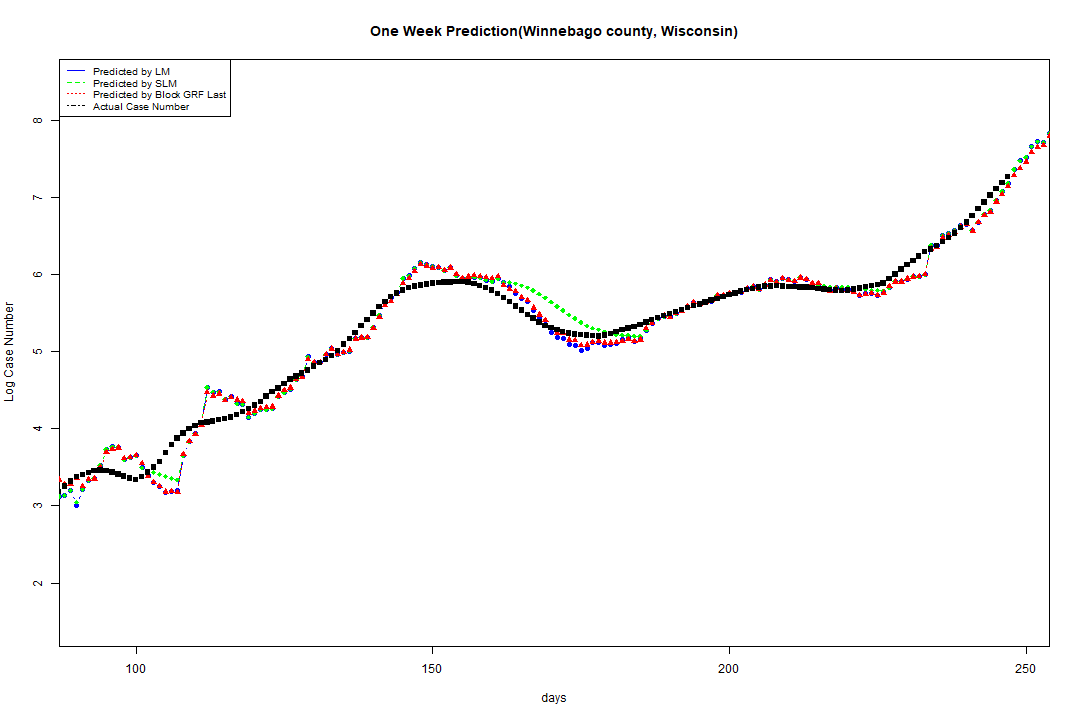 One Week Prediction(Winnebago county, Wisconsin)
Predicted by LM
Predicted by SLM
Predicted by Block GRF Last
Actual Case Number
Log Case Number
8
7
6
5
4
3
2
100 150 200 250
days